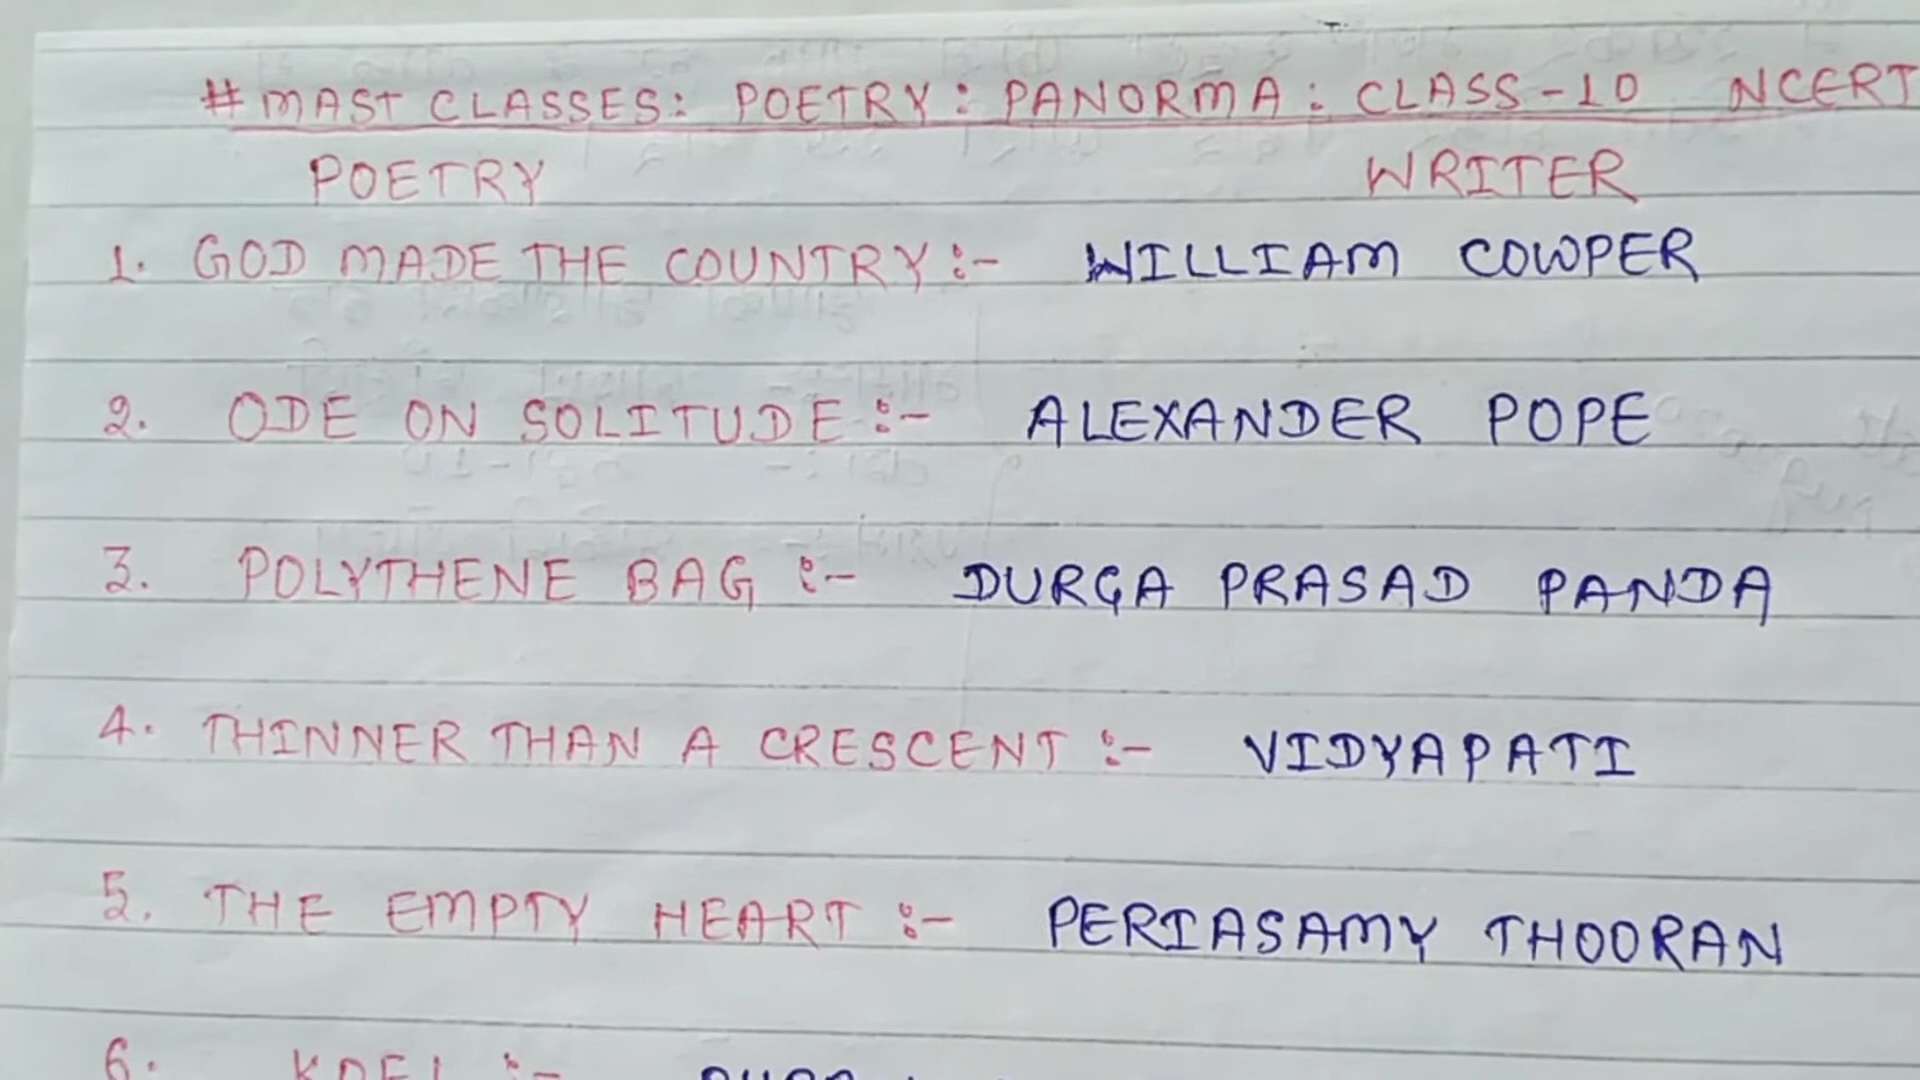 # MAST CLASSES: POETRY: PANORMA: CLASS-10 NCERT
POETRY WRITER
1. GOD MADE THE COUNTRY:- WILLIAM COWPER
2. ODE ON SOLITUDE:- ALEXANDER POPE
3. POLYTHENE BAG :- DURGA PRASAD PANDA
4. THINNER THAN A CRESCENT :- VIDYAPATI
5. THE EMPTY HEART :- PERIASAMY THOORAN
6. KOEL :-